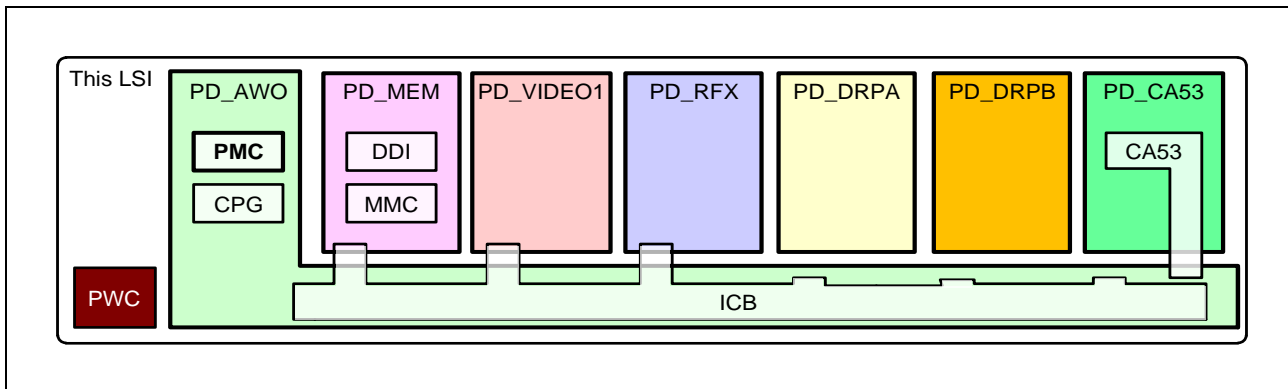 This LSI
PD_AWO
PD_MEM
PD_VIDEO1
PD_RFX
PD_DRPA
PD_DRPB
PD_CA53
PMC
DDI
CA53
CPG
MMC
PWC
ICB